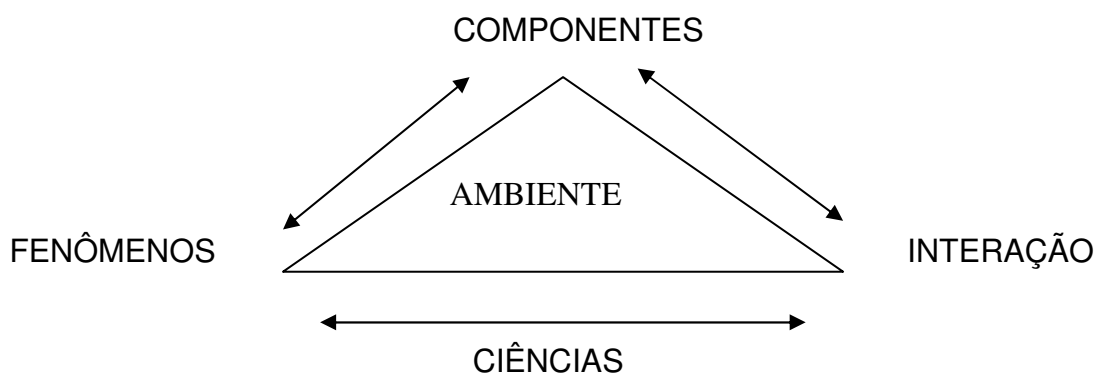 COMPONENTES
AMBIENTE
FENÔMENOS
INTERAÇÃO
CIÊNCIAS